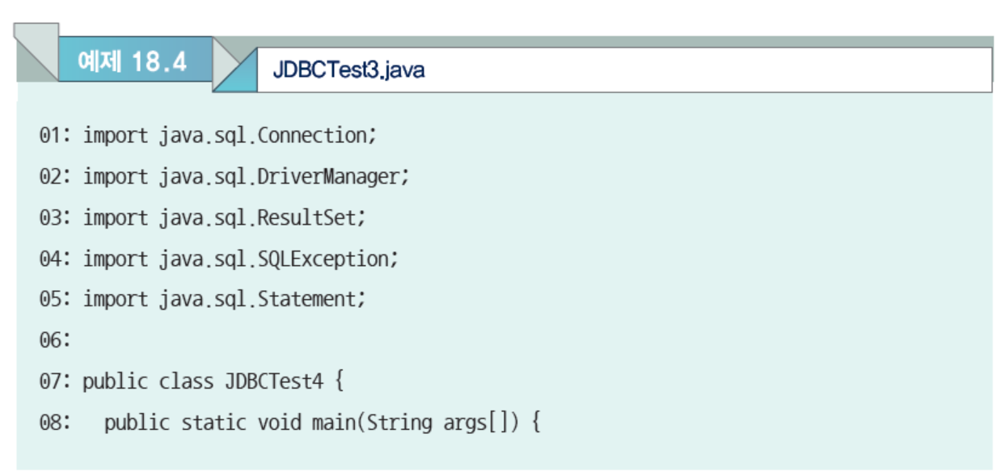 예제 18.4
JDBCTest3.java
01: import java.sql.Connection;
02: import java.sql.DriverManager;
03: import java.sql.ResultSet;
04: import java.sql.SQLException;
05: import java.sql.Statement;
06:
07: public class JDBCTest4 {
08:   public static void main(String args[]) {